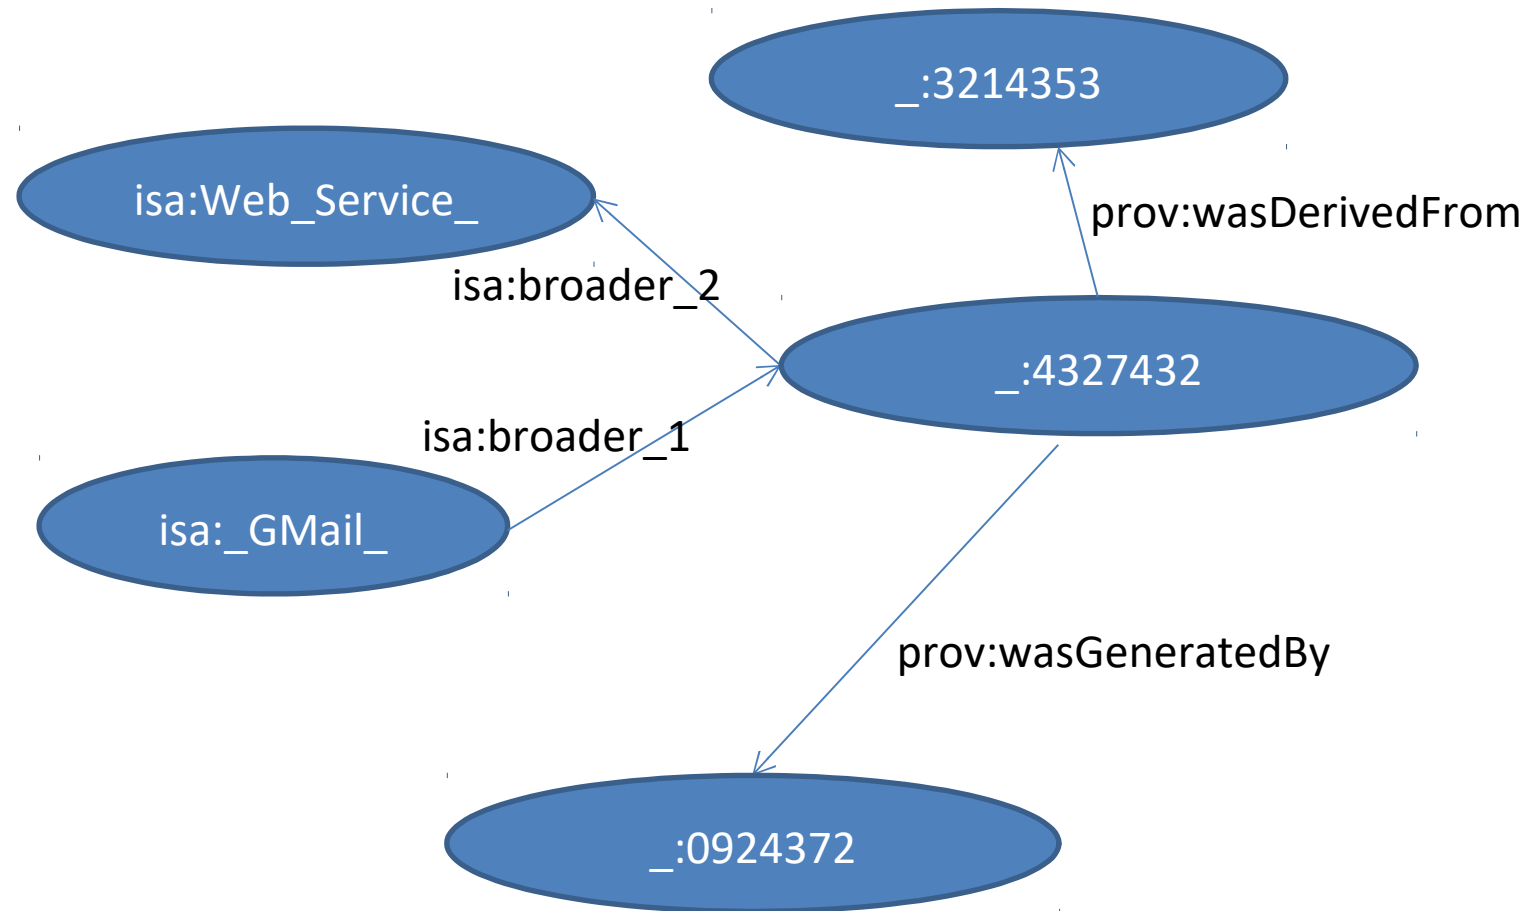 _:3214353
isa:Web_Service_
prov:wasDerivedFrom
isa:broader_2
_:4327432
isa:broader_1
isa:_GMail_
prov:wasGeneratedBy
_:0924372